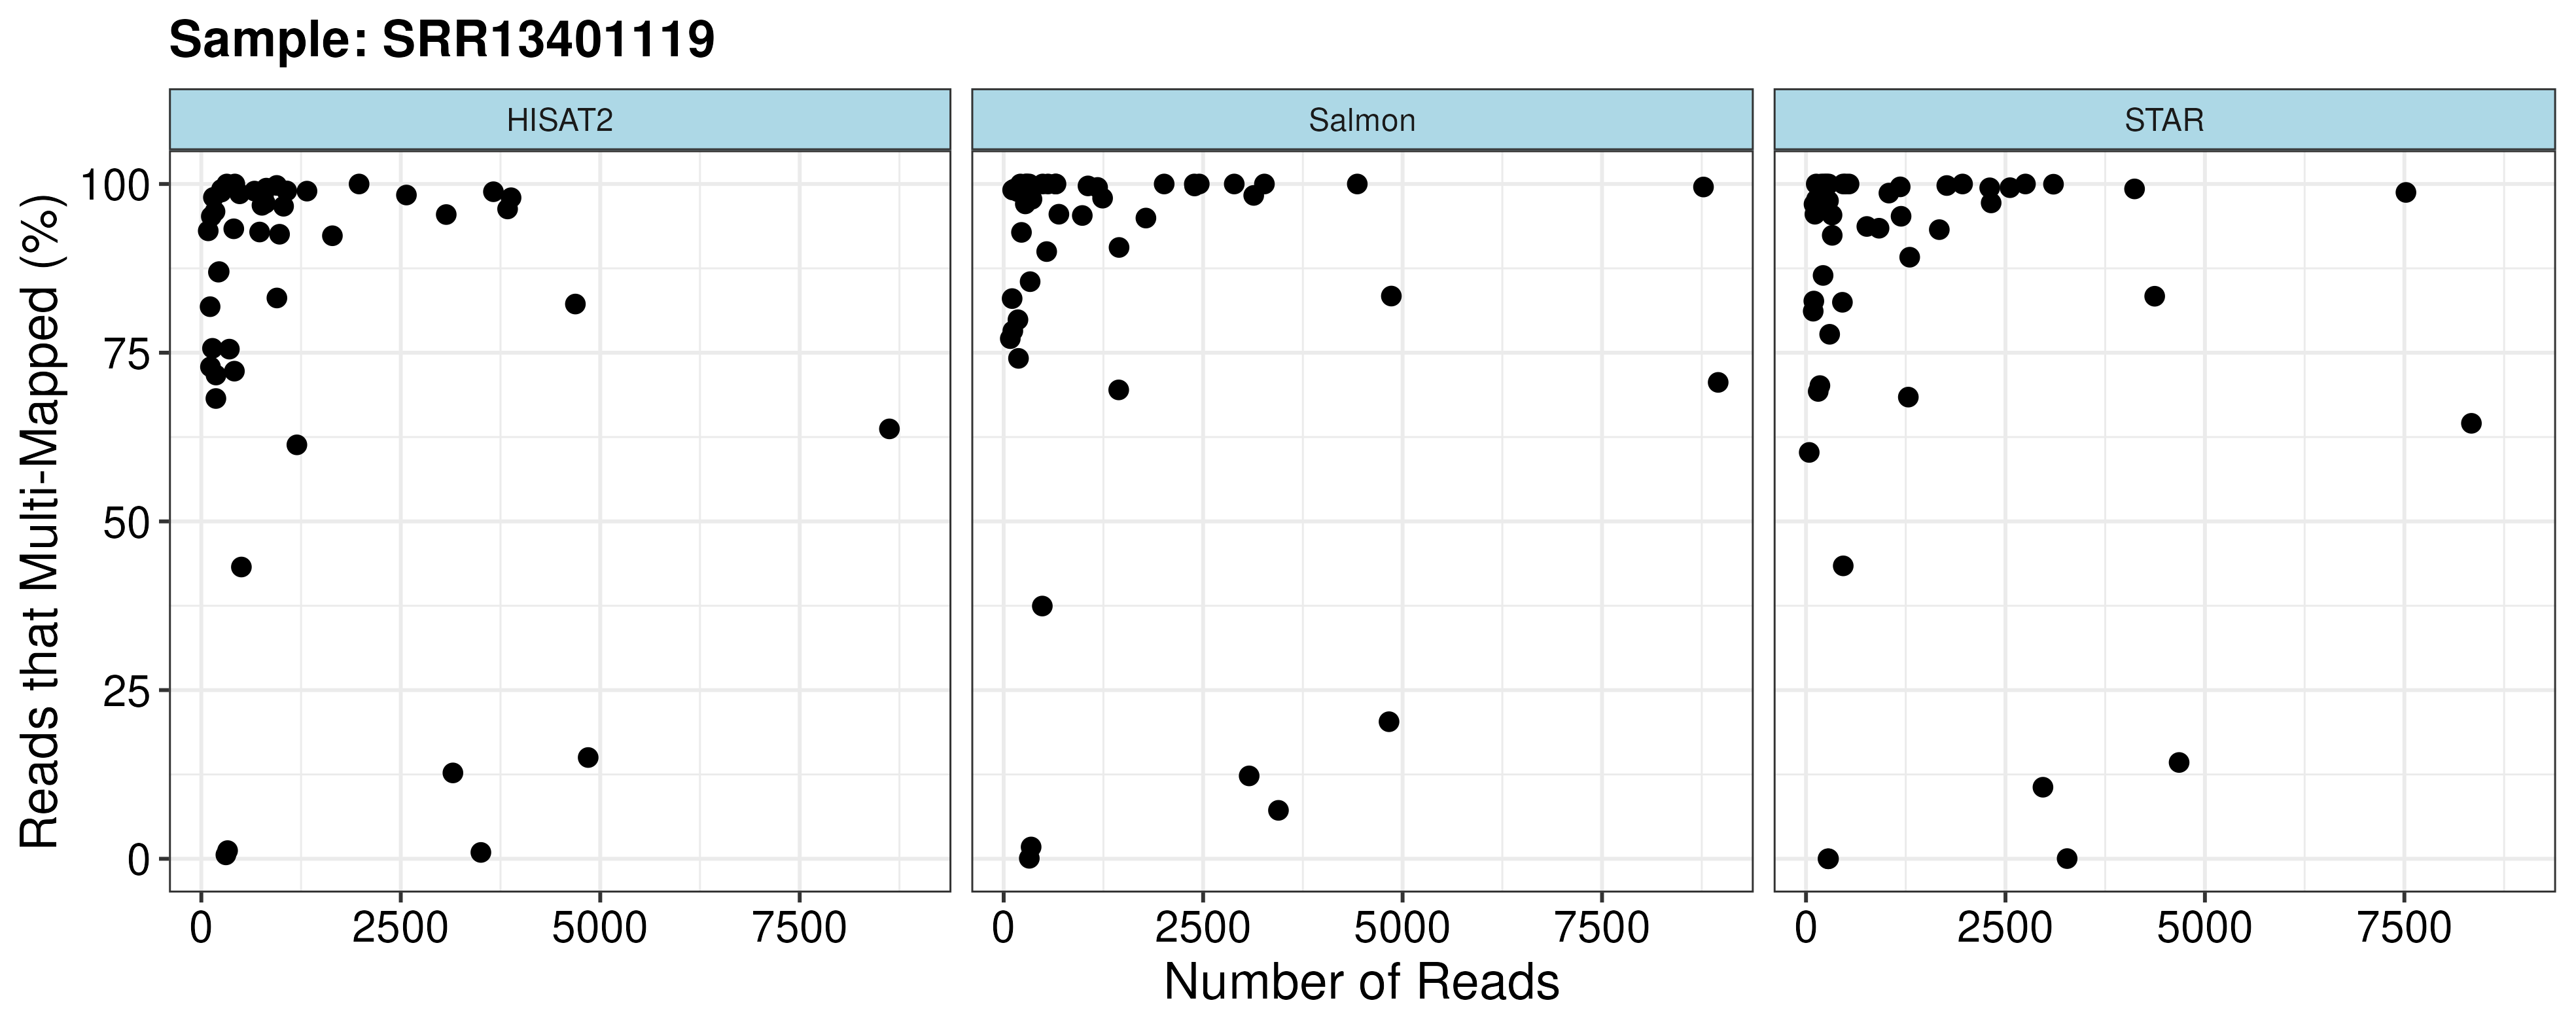 Sample: SRR13401119
HISAT2
Salmon
STAR
Reads that Multi-Mapped (%)
100
75
50
25
0
0 2500 5000 7500
0 2500 5000 7500
0 2500 5000 7500
Number of Reads